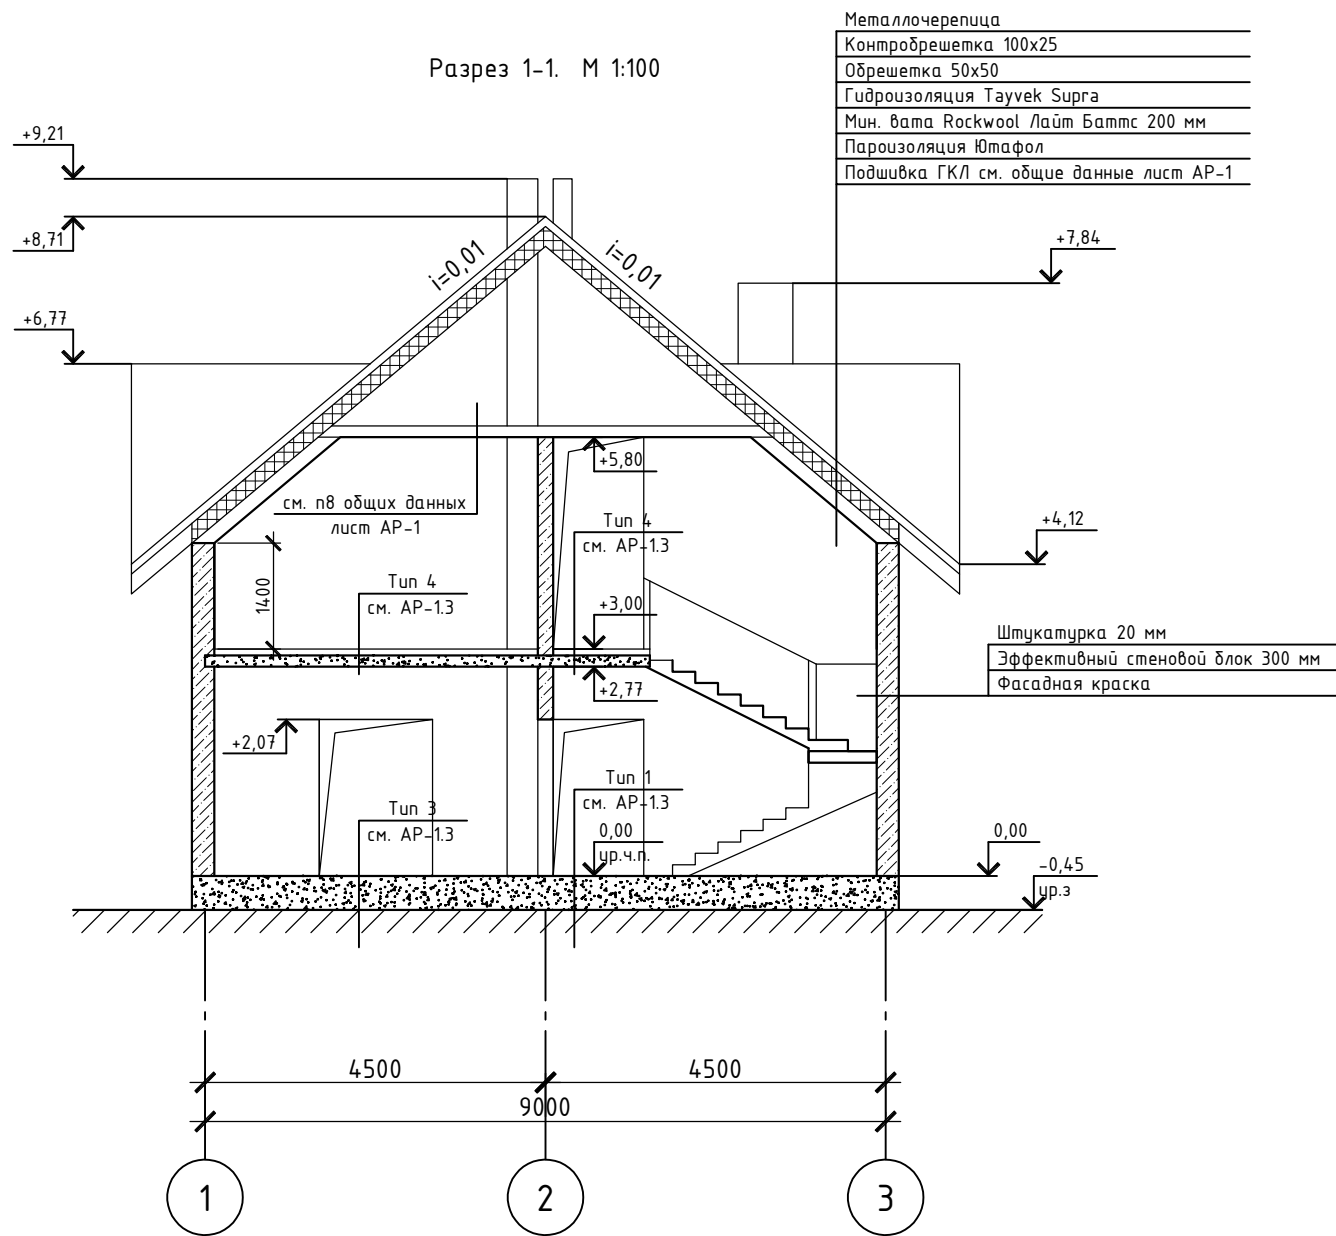 Металлочерепица
Контробрешетка 100х25
Обрешетка 50х50
Гидроизоляция Tayvek Supra
Мин. вата Rockwool Лайт Баттс 200 мм
Пароизоляция Ютафол
Подшивка ГКЛ см. общие данные лист АР-1
Разрез 1-1. М 1:100
+9,21
+8,71
+6,77
i=0,01
i=0,01
+7,84
+5,80
см. п8 общих данных
лист АР-1
Тип 4
см. АР-1.3
+4,12
1400
Тип 4
см. АР-1.3
+3,00
Штукатурка 20 мм
Эффективный стеновой блок 300 мм
Фасадная краска
+2,77
+2,07
Тип 1
см. АР-1.3
Тип 3
см. АР-1.3
0,00
ур.ч.п.
0,00
-0,45
ур.з
4500
4500
9000
1
2
3